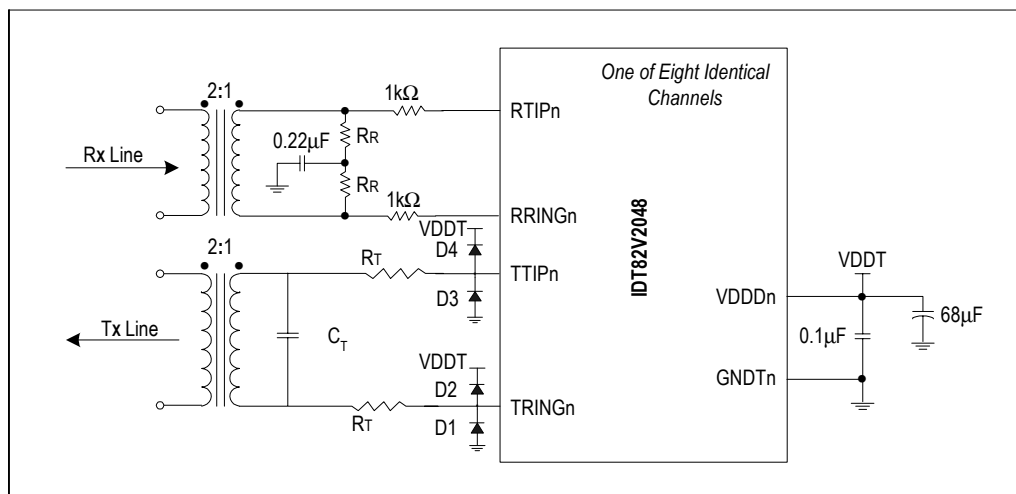 One of Eight Identical
Channels
2:1
1kΩ
RTIPn
RR
0.22μF
Rx Line
RR
1kΩ
RRINGn
VDDT
D4
2:1
RT
TTIPn
D3
IDT82V2048
VDDT
VDDDn
68μF
0.1μF
Tx Line
CT
VDDT
D2
GNDTn
TRINGn
RT
D1